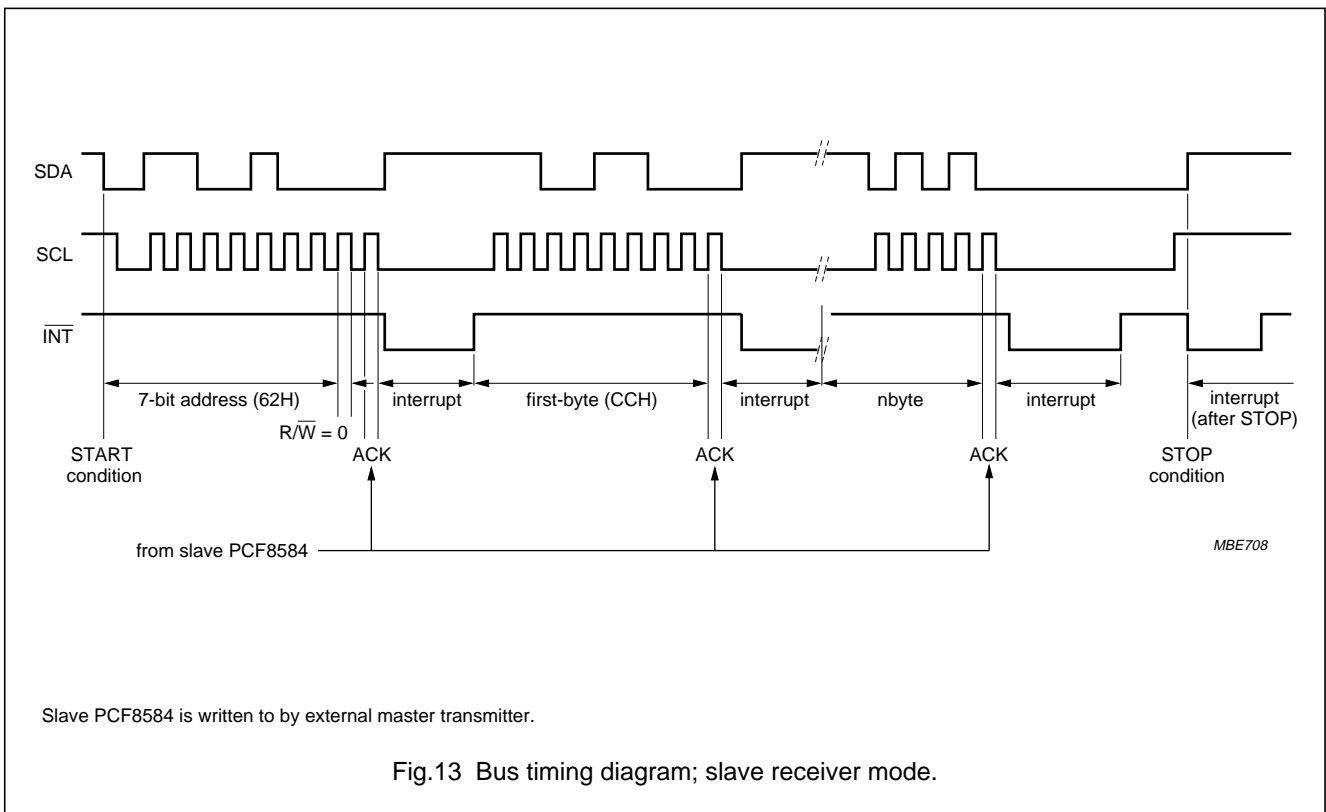 SDA
SCL
INT
7-bit address (62H)
interrupt
first-byte (CCH)
interrupt
nbyte
interrupt
interrupt
(after STOP)
R/W = 0
START
condition
ACK
ACK
ACK
STOP
condition
from slave PCF8584
MBE708
Slave PCF8584 is written to by external master transmitter.
Fig.13 Bus timing diagram; slave receiver mode.